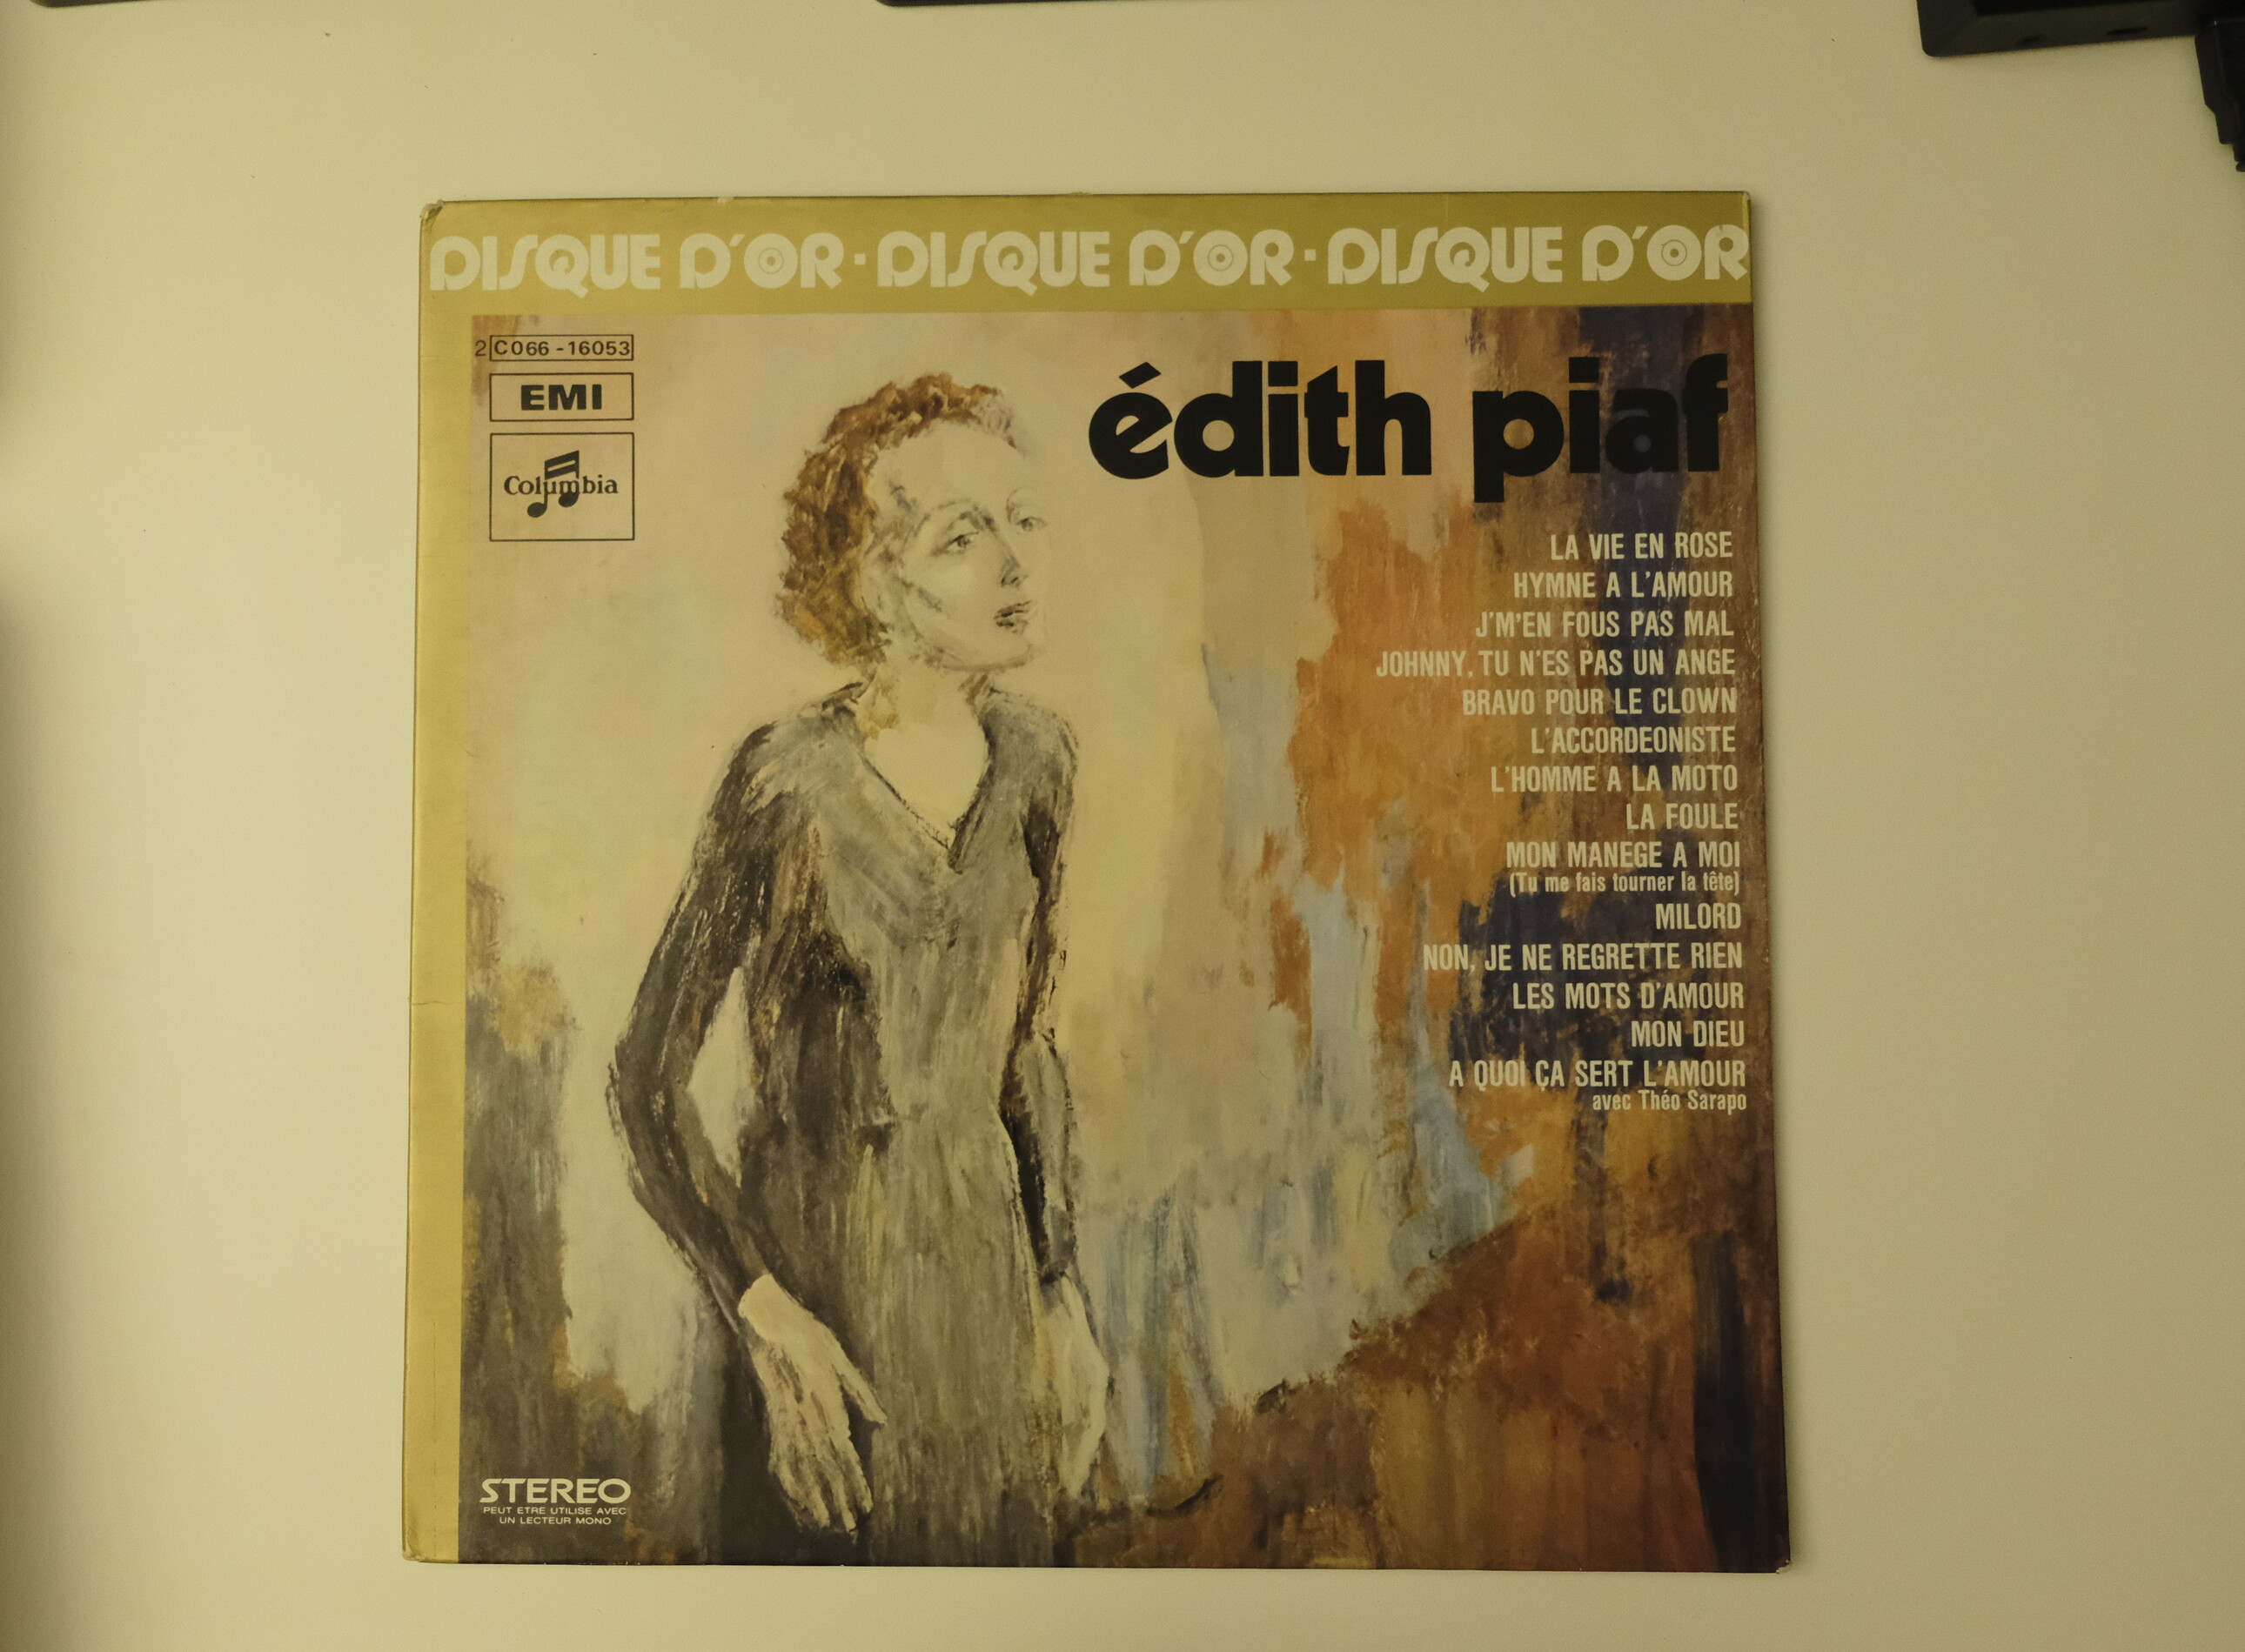 DISQUE D'OR · DISQUE D'OR · DISQUE D'OR
2 C066-16053
EMI
Columbia
édith piaf
LA VIE EN ROSE
HYMNE A L'AMOUR
J'M'EN FOUS PAS MAL
JOHNNY, TU N'ES PAS UN ANGE
BRAVO POUR LE CLOWN
L'ACCORDEONISTE
L'HOMME A LA MOTO
LA FOULE
MON MANEGE A MOI
(Tu me fais tourner la tête)
MILORD
NON, JE NE REGRETTE RIEN
LES MOTS D'AMOUR
MON DIEU
A QUOI ÇA SERT L'AMOUR
avec Théo Sarapo
STEREO
PEUT ETRE UTILISE AVEC
UN LECTEUR MONO